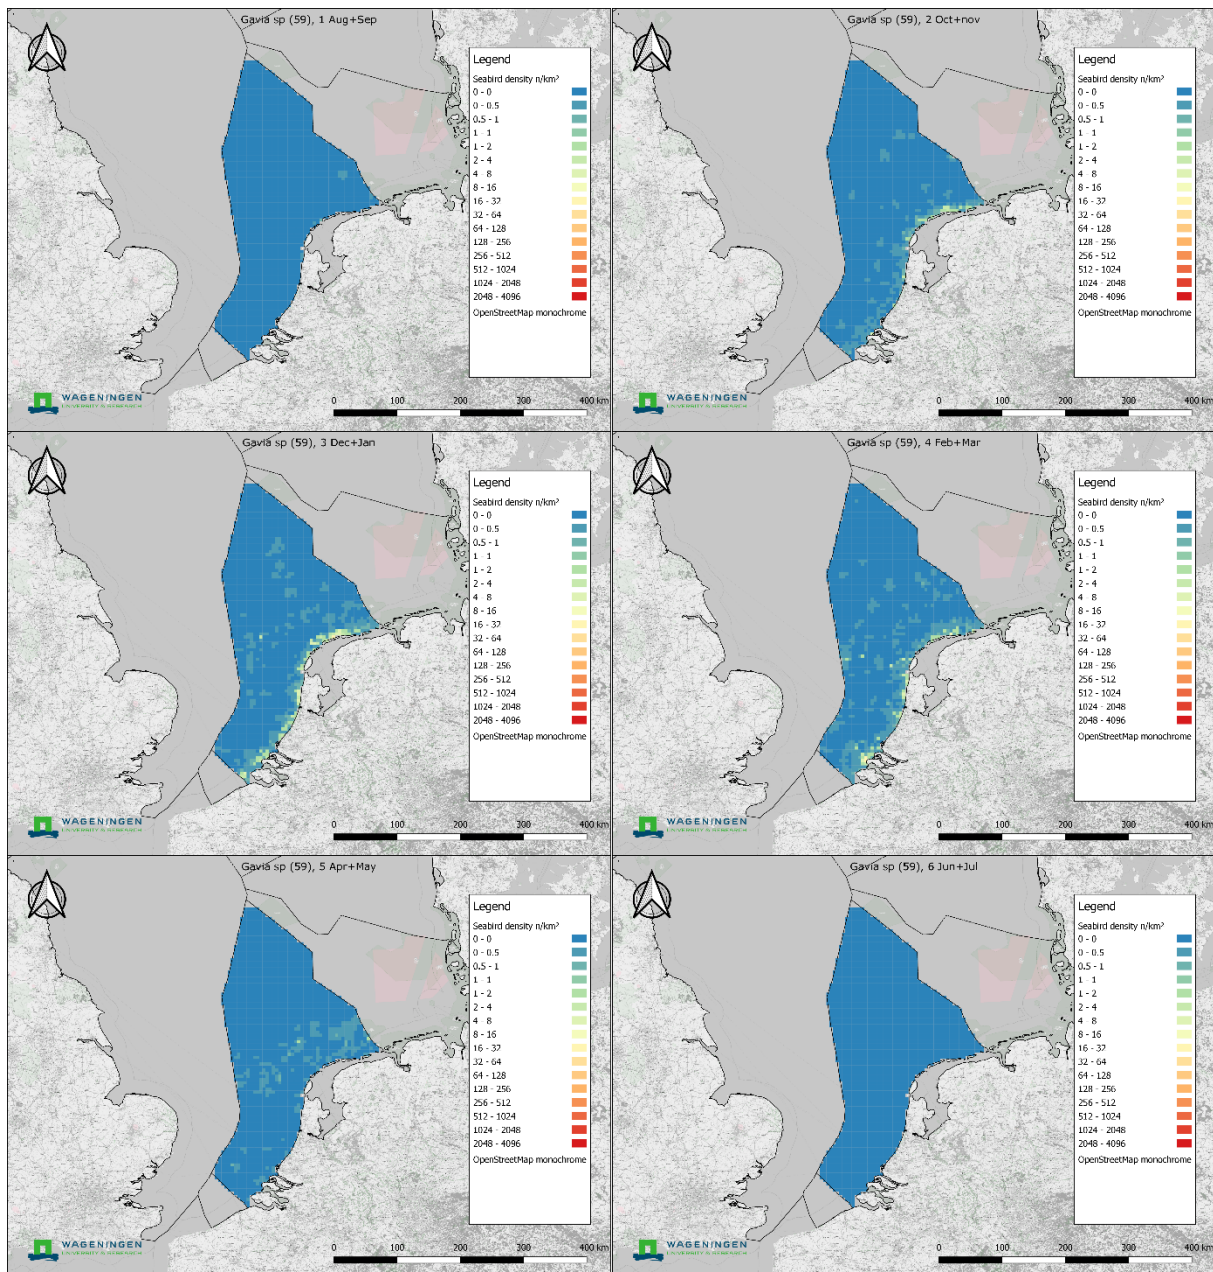 Gavia sp (59), 1 Aug+Sep
Legend
Seabird density n/km²
0 - 0
0 - 0.5
0.5 - 1
1 - 1
1 - 2
2 - 4
4 - 8
8 - 16
16 - 32
32 - 64
64 - 128
128 - 256
256 - 512
512 - 1024
1024 - 2048
2048 - 4096
OpenStreetMap monochrome
WAGENINGEN
UNIVERSITY & RESEARCH
0 100 200 300 400 km
Gavia sp (59), 2 Oct+nov
Legend
Seabird density n/km²
0 - 0
0 - 0.5
0.5 - 1
1 - 1
1 - 2
2 - 4
4 - 8
8 - 16
16 - 32
32 - 64
64 - 128
128 - 256
256 - 512
512 - 1024
1024 - 2048
2048 - 4096
OpenStreetMap monochrome
WAGENINGEN
UNIVERSITY & RESEARCH
0 100 200 300 400 km
Gavia sp (59), 3 Dec+Jan
Legend
Seabird density n/km²
0 - 0
0 - 0.5
0.5 - 1
1 - 1
1 - 2
2 - 4
4 - 8
8 - 16
16 - 32
32 - 64
64 - 128
128 - 256
256 - 512
512 - 1024
1024 - 2048
2048 - 4096
OpenStreetMap monochrome
WAGENINGEN
UNIVERSITY & RESEARCH
0 100 200 300 400 km
Gavia sp (59), 4 Feb+Mar
Legend
Seabird density n/km²
0 - 0
0 - 0.5
0.5 - 1
1 - 1
1 - 2
2 - 4
4 - 8
8 - 16
16 - 32
32 - 64
64 - 128
128 - 256
256 - 512
512 - 1024
1024 - 2048
2048 - 4096
OpenStreetMap monochrome
WAGENINGEN
UNIVERSITY & RESEARCH
0 100 200 300 400 km
Gavia sp (59), 5 Apr+May
Legend
Seabird density n/km²
0 - 0
0 - 0.5
0.5 - 1
1 - 1
1 - 2
2 - 4
4 - 8
8 - 16
16 - 32
32 - 64
64 - 128
128 - 256
256 - 512
512 - 1024
1024 - 2048
2048 - 4096
OpenStreetMap monochrome
WAGENINGEN
UNIVERSITY & RESEARCH
0 100 200 300 400 km
Gavia sp (59), 6 Jun+Jul
Legend
Seabird density n/km²
0 - 0
0 - 0.5
0.5 - 1
1 - 1
1 - 2
2 - 4
4 - 8
8 - 16
16 - 32
32 - 64
64 - 128
128 - 256
256 - 512
512 - 1024
1024 - 2048
2048 - 4096
OpenStreetMap monochrome
WAGENINGEN
UNIVERSITY & RESEARCH
0 100 200 300 400 km